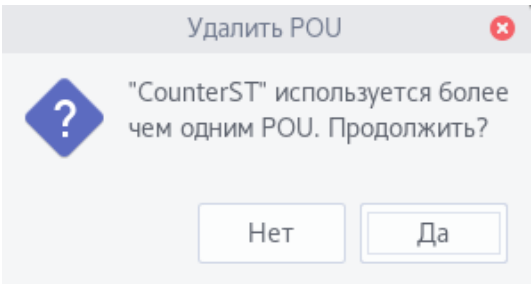 Удалить POU
"CounterST" используется более
чем одним POU. Продолжить?
Нет
Да